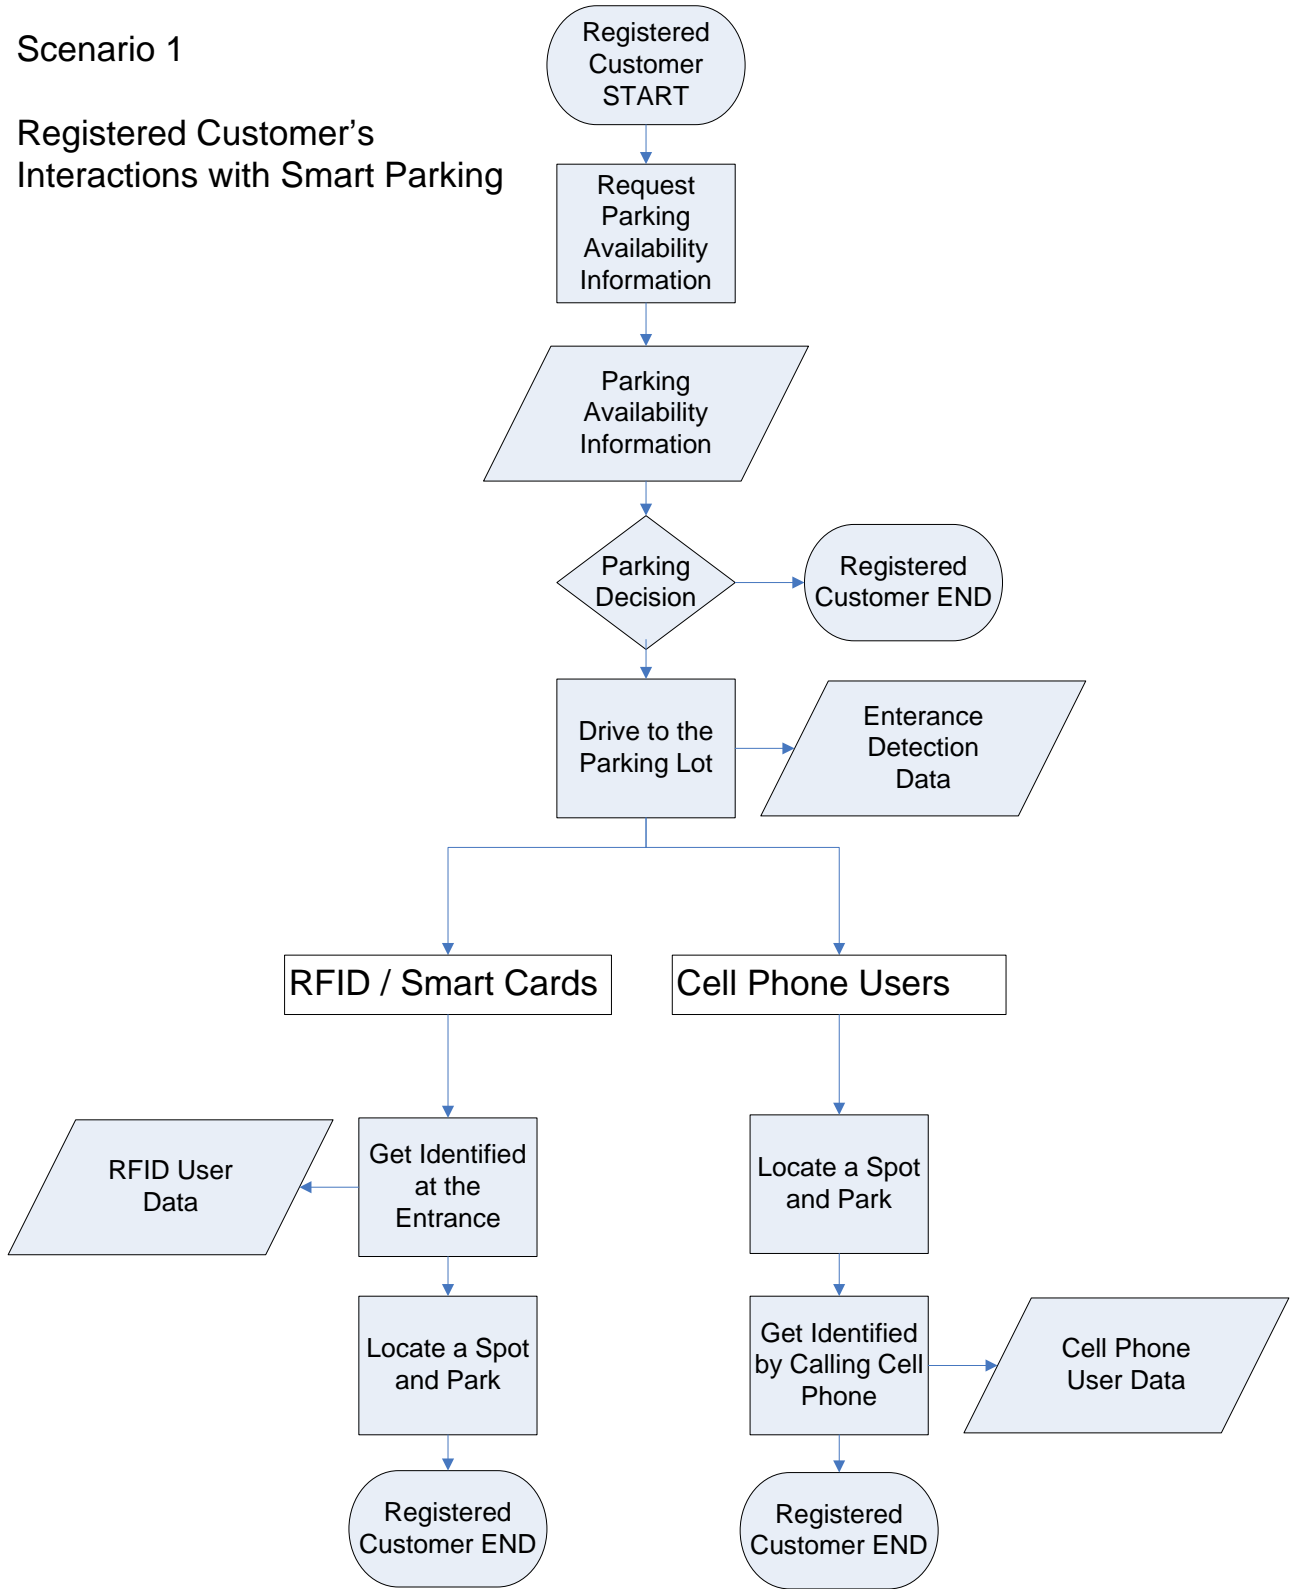 Scenario 1
Registered Customer's
Interactions with Smart Parking
Registered
Customer
START
Request
Parking
Availability
Information
Parking
Availability
Information
Parking
Decision
Registered
Customer END
Drive to the
Parking Lot
Enterance
Detection
Data
RFID / Smart Cards
Cell Phone Users
RFID User
Data
Get Identified
at the
Entrance
Locate a Spot
and Park
Locate a Spot
and Park
Get Identified
by Calling Cell
Phone
Cell Phone
User Data
Registered
Customer END
Registered
Customer END